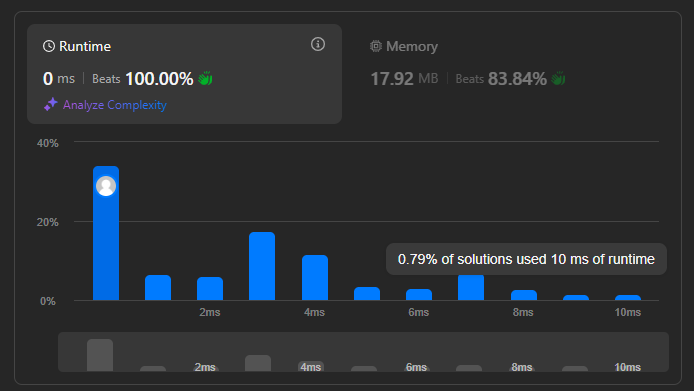 Runtime
0 ms | Beats 100.00%
Analyze Complexity
Memory
17.92 MB | Beats 83.84%
40%
20%
0%
0.79% of solutions used 10 ms of runtime
2ms 4ms 6ms 8ms 10ms
2ms 4ms 6ms 8ms 10ms